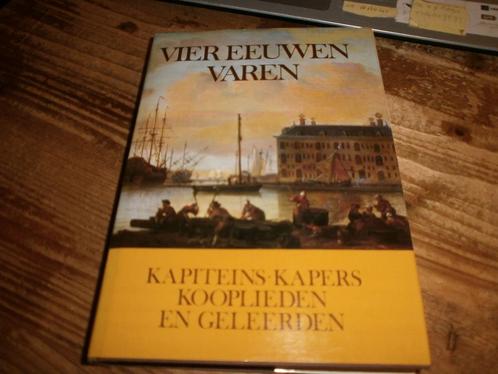 VIER EEUWEN
VAREN
KAPITEINS·KAPERS
KOOPLIEDEN
EN GELEERDEN